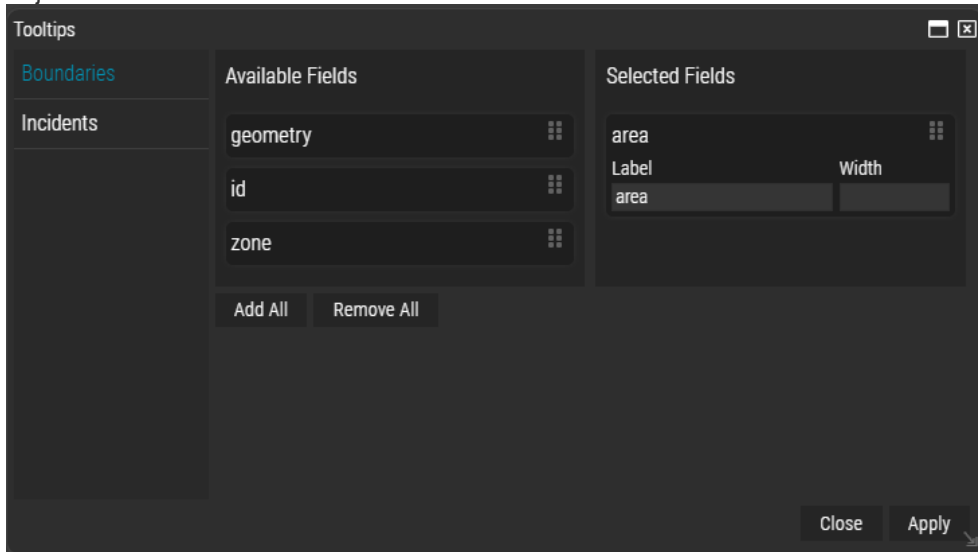 Tooltips
Boundaries
Incidents
Available Fields
geometry
id
zone
Selected Fields
area
Label Width
area
Add All Remove All
Close Apply